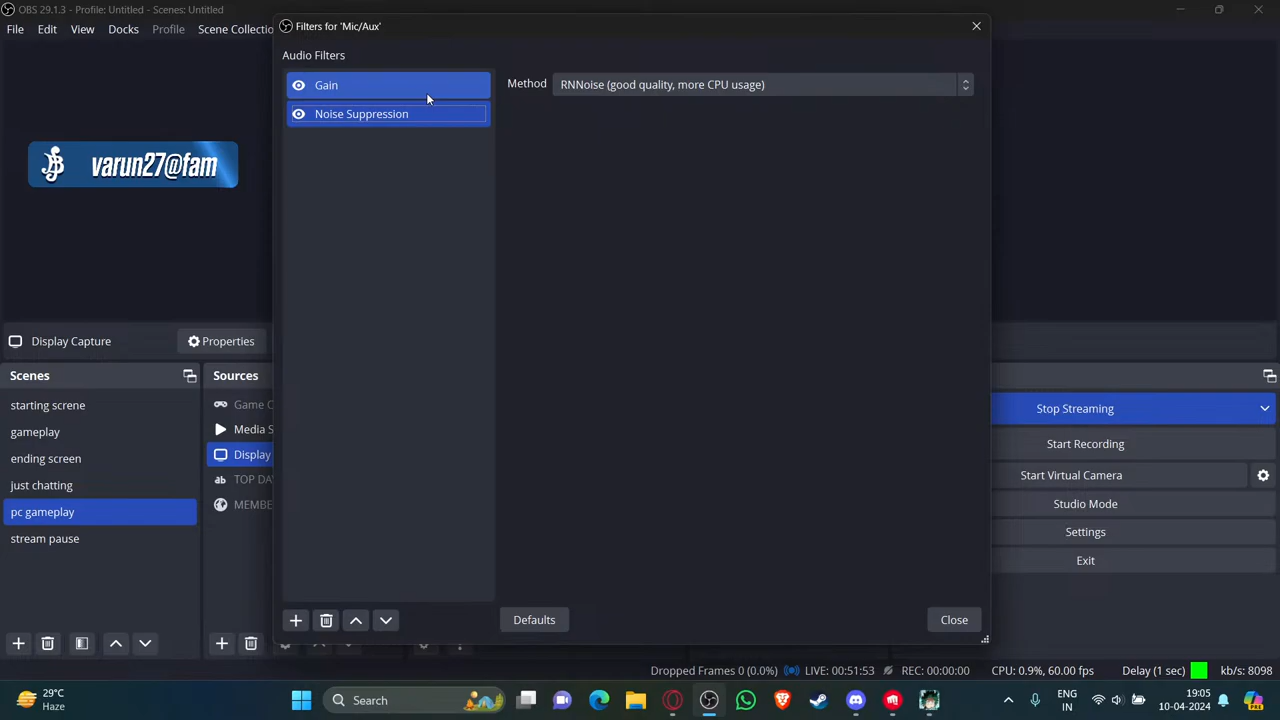 OBS 29.1.3 - Profile: Untitled - Scenes: Untitled
File Edit View Docks Profile Scene Collectio
Filters for 'Mic/Aux'
Audio Filters
Gain
Noise Suppression
Method RNNoise (good quality, more CPU usage)
varun27@fam
Display Capture Properties
Scenes
starting screne
gameplay
ending screen
just chatting
pc gameplay
stream pause
Sources
Game C
Media S
Display
TOP DA
MEMBE
Defaults Close
Stop Streaming
Start Recording
Start Virtual Camera
Studio Mode
Settings
Exit
Dropped Frames 0 (0.0%) LIVE: 00:51:53 REC: 00:00:00 CPU: 0.9%, 60.00 fps Delay (1 sec) kb/s: 8098
29°C
Haze
Search
ENG
IN
19:05
10-04-2024